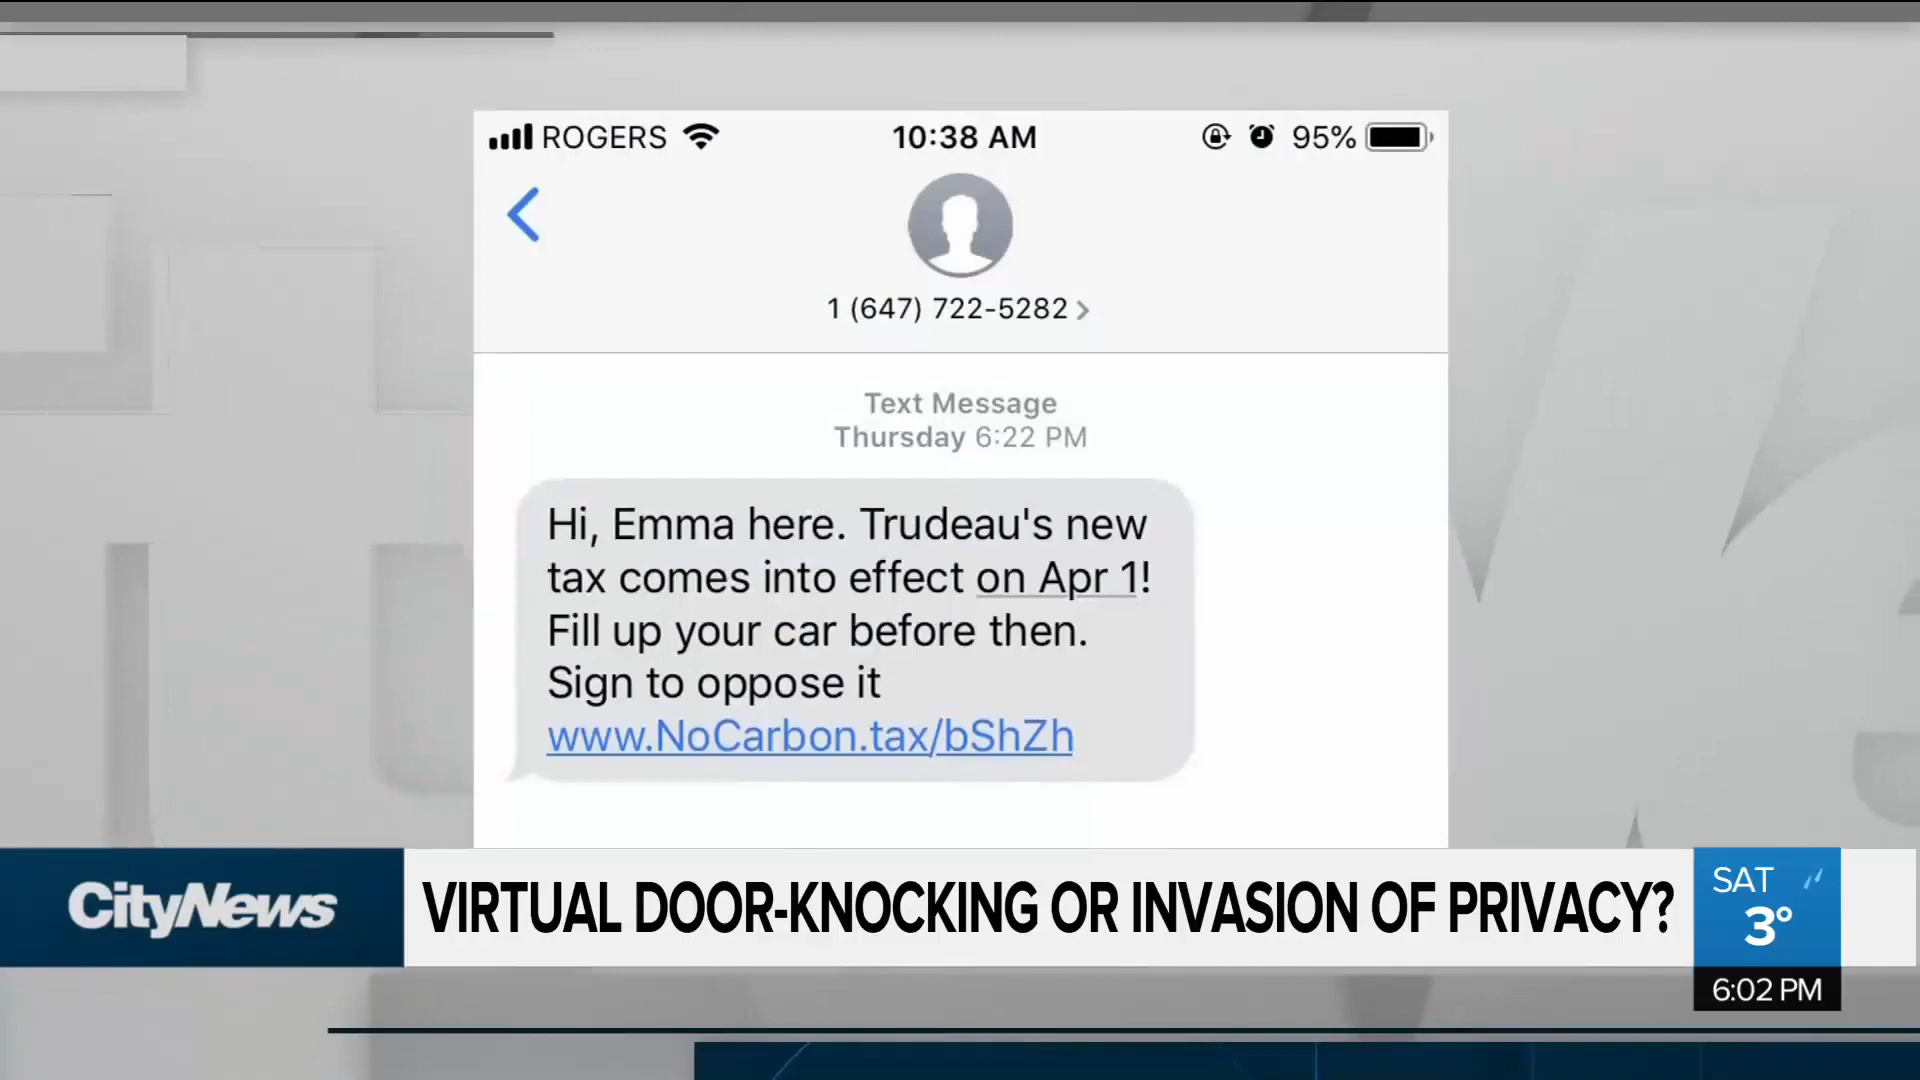 ROGERS 10:38 AM 95%
1 (647) 722-5282
Text Message
Thursday 6:22 PM
Hi, Emma here. Trudeau's new
tax comes into effect on Apr 1!
Fill up your car before then.
Sign to oppose it
www.NoCarbon.tax/bShZh
CityNews
VIRTUAL DOOR-KNOCKING OR INVASION OF PRIVACY?
SAT
3°
6:02 PM